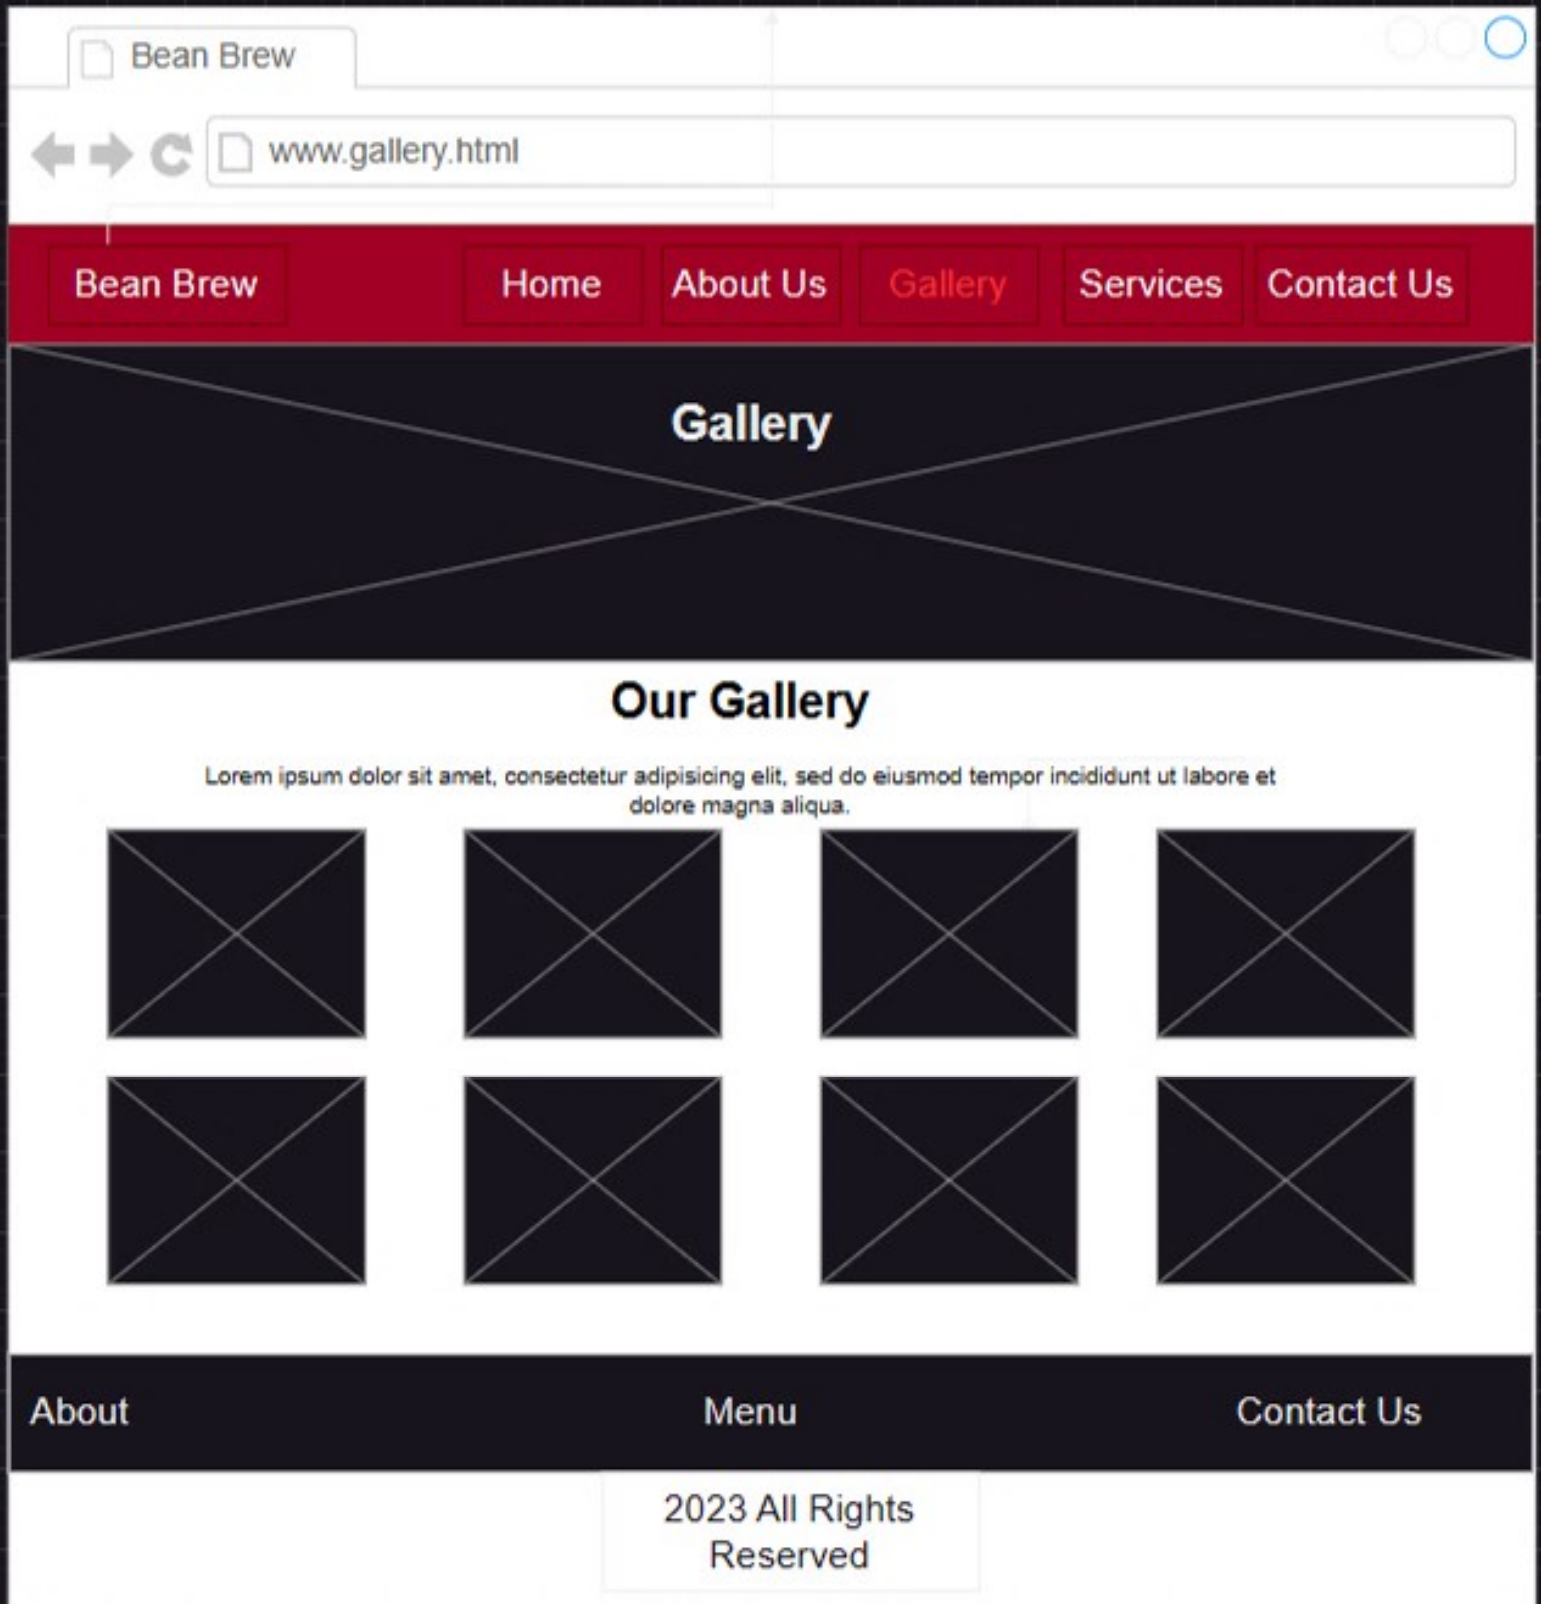 Bean Brew
www.gallery.html
Bean Brew
Home
About Us
Gallery
Services
Contact Us
Gallery
Our Gallery
Lorem ipsum dolor sit amet, consectetur adipisicing elit, sed do eiusmod tempor incididunt ut labore et
dolore magna aliqua.
About
Menu
Contact Us
2023 All Rights
Reserved